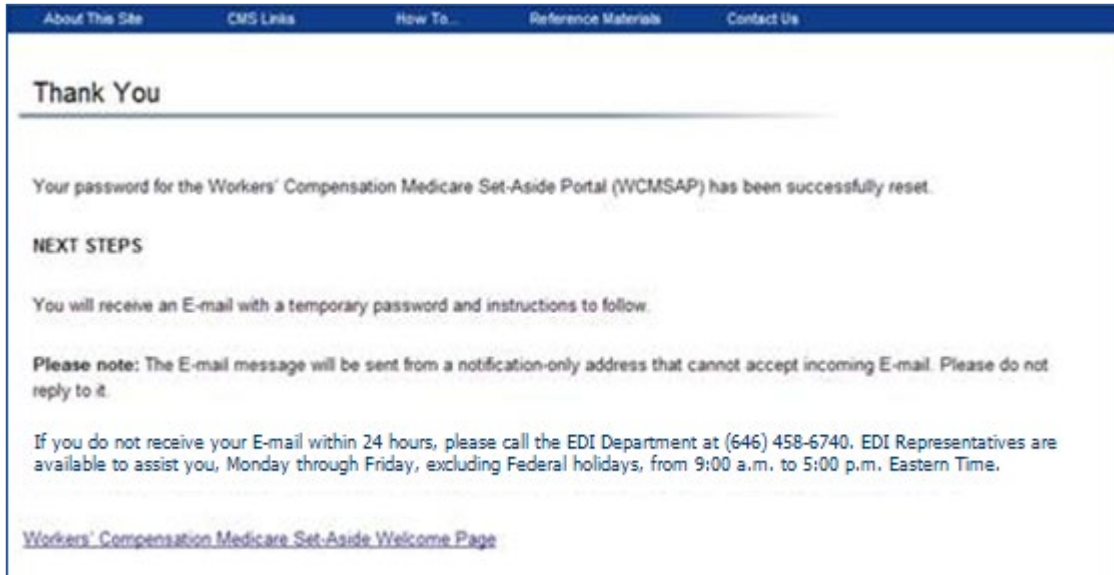 About This Site CMS Links How To... Reference Materials Contact Us
Thank You
Your password for the Workers' Compensation Medicare Set-Aside Portal (WCMSAP) has been successfully reset.
NEXT STEPS
You will receive an E-mail with a temporary password and instructions to follow.
Please note: The E-mail message will be sent from a notification-only address that cannot accept incoming E-mail. Please do not
reply to it.
If you do not receive your E-mail within 24 hours, please call the EDI Department at (646) 458-6740. EDI Representatives are
available to assist you, Monday through Friday, excluding Federal holidays, from 9:00 a.m. to 5:00 p.m. Eastern Time.
Workers' Compensation Medicare Set-Aside Welcome Page